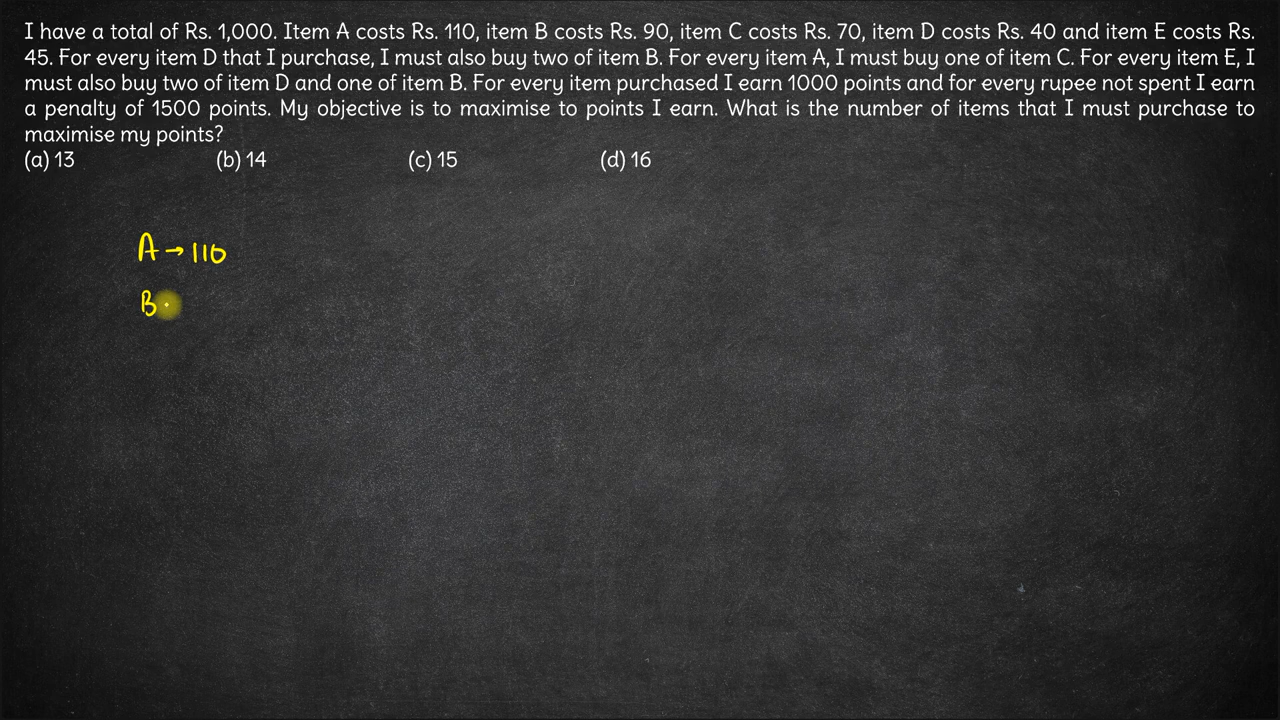 I have a total of Rs. 1,000. Item A costs Rs. 110, item B costs Rs. 90, item C costs Rs. 70, item D costs Rs. 40 and item E costs Rs.
45. For every item D that I purchase, I must also buy two of item B. For every item A, I must buy one of item C. For every item E, I
must also buy two of item D and one of item B. For every item purchased I earn 1000 points and for every rupee not spent I earn
a penalty of 1500 points. My objective is to maximise to points I earn. What is the number of items that I must purchase to
maximise my points?
(a) 13 (b) 14 (c) 15 (d) 16
A → 110
B